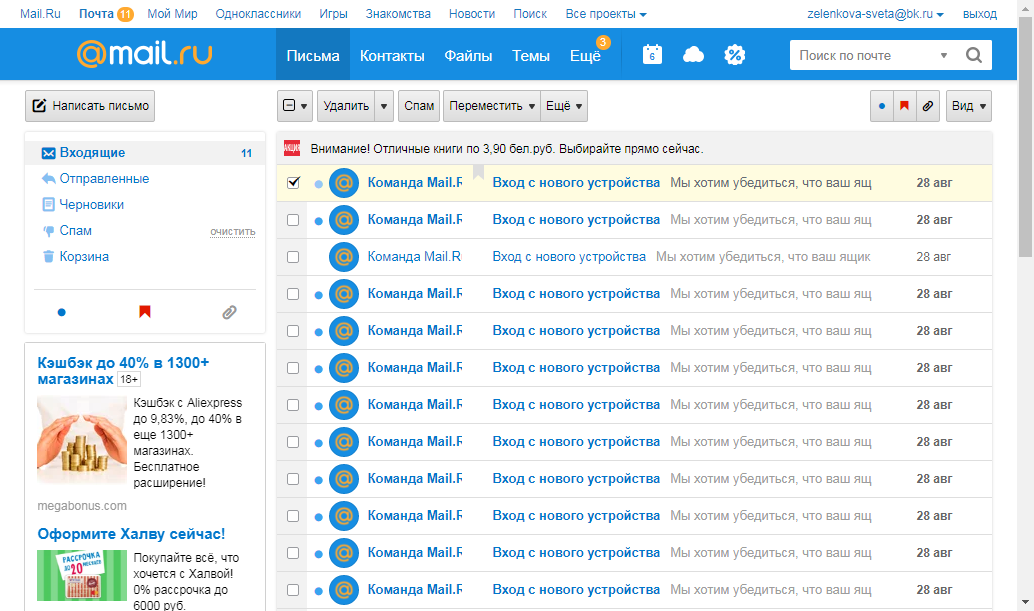 Mail.Ru Почта 11 Мой Мир Одноклассники Игры Знакомства Новости Поиск Все проекты zelenkova-sveta@bk.ru выход
@mail.ru Письма Контакты Файлы Темы Ещё 3 6 Поиск по почте
Написать письмо Удалить Спам Переместить Ещё Вид
Входящие 11
Отправленные
Черновики
Спам очистить
Корзина
Кэшбэк до 40% в 1300+
магазинах 18+
Кэшбэк с Aliexpress
до 9,83%, до 40% в
еще 1300+
магазинах.
Бесплатное
расширение!
megabonus.com
Оформите Халву сейчас!
РАССРОЧКА
ДО 20 МЕСЯЦЕВ
Покупайте всё, что
хочется с Халвой!
0% рассрочка до
6000 руб.
АКЦИЯ Внимание! Отличные книги по 3,90 бел.руб. Выбирайте прямо сейчас.
@ Команда Mail.R Вход с нового устройства Мы хотим убедиться, что ваш ящ 28 авг
@ Команда Mail.R Вход с нового устройства Мы хотим убедиться, что ваш ящ 28 авг
@ Команда Mail.R Вход с нового устройства Мы хотим убедиться, что ваш ящик 28 авг
@ Команда Mail.R Вход с нового устройства Мы хотим убедиться, что ваш ящ 28 авг
@ Команда Mail.R Вход с нового устройства Мы хотим убедиться, что ваш ящ 28 авг
@ Команда Mail.R Вход с нового устройства Мы хотим убедиться, что ваш ящ 28 авг
@ Команда Mail.R Вход с нового устройства Мы хотим убедиться, что ваш ящ 28 авг
@ Команда Mail.R Вход с нового устройства Мы хотим убедиться, что ваш ящ 28 авг
@ Команда Mail.R Вход с нового устройства Мы хотим убедиться, что ваш ящ 28 авг
@ Команда Mail.R Вход с нового устройства Мы хотим убедиться, что ваш ящ 28 авг
@ Команда Mail.R Вход с нового устройства Мы хотим убедиться, что ваш ящ 28 авг
@ Команда Mail.R Вход с нового устройства Мы хотим убедиться, что ваш ящ 28 авг